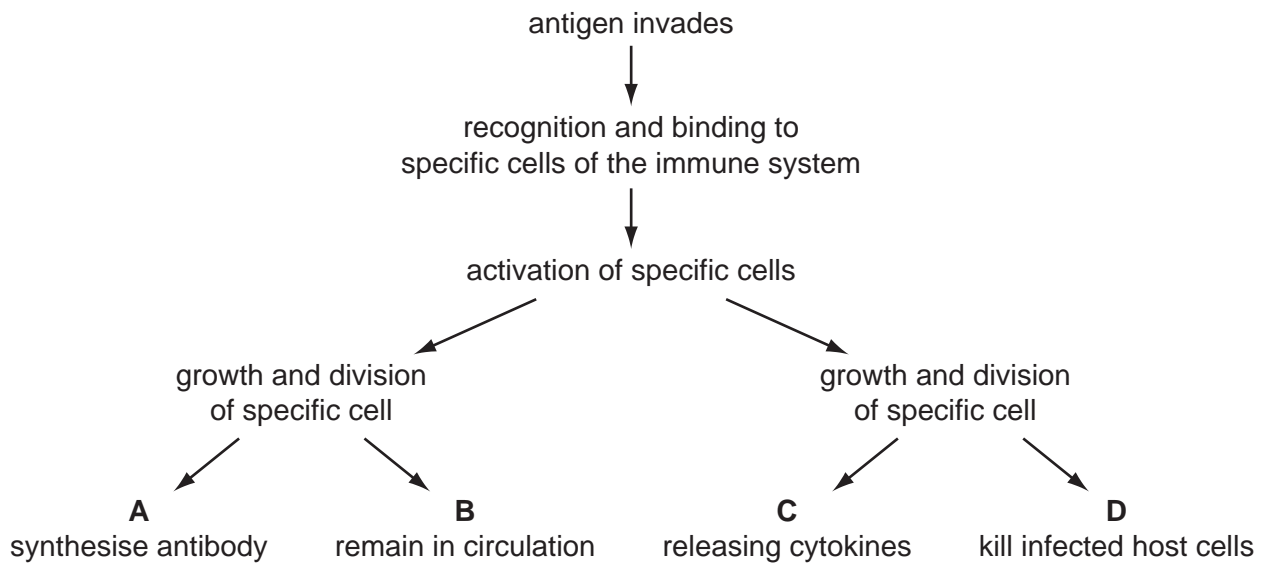 antigen invades
recognition and binding to
specific cells of the immune system
activation of specific cells
growth and division
of specific cell
growth and division
of specific cell
A
synthesise antibody
B
remain in circulation
C
releasing cytokines
D
kill infected host cells